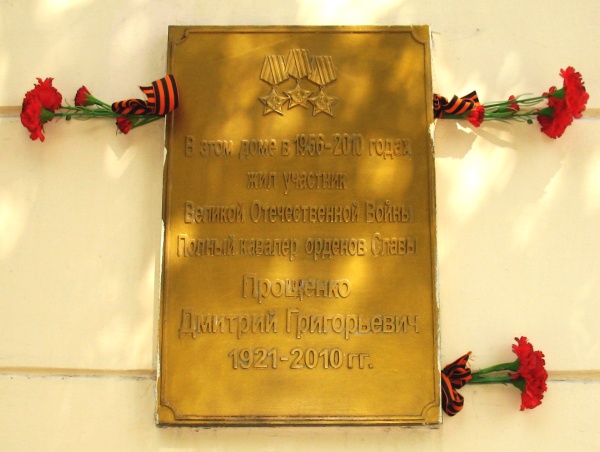 В этом доме в 1956-2010 годах
жил участник
Великой Отечественной Войны
Полный кавалер орденов Славы
Прощенко
Дмитрий Григорьевич
1921-2010 гг.